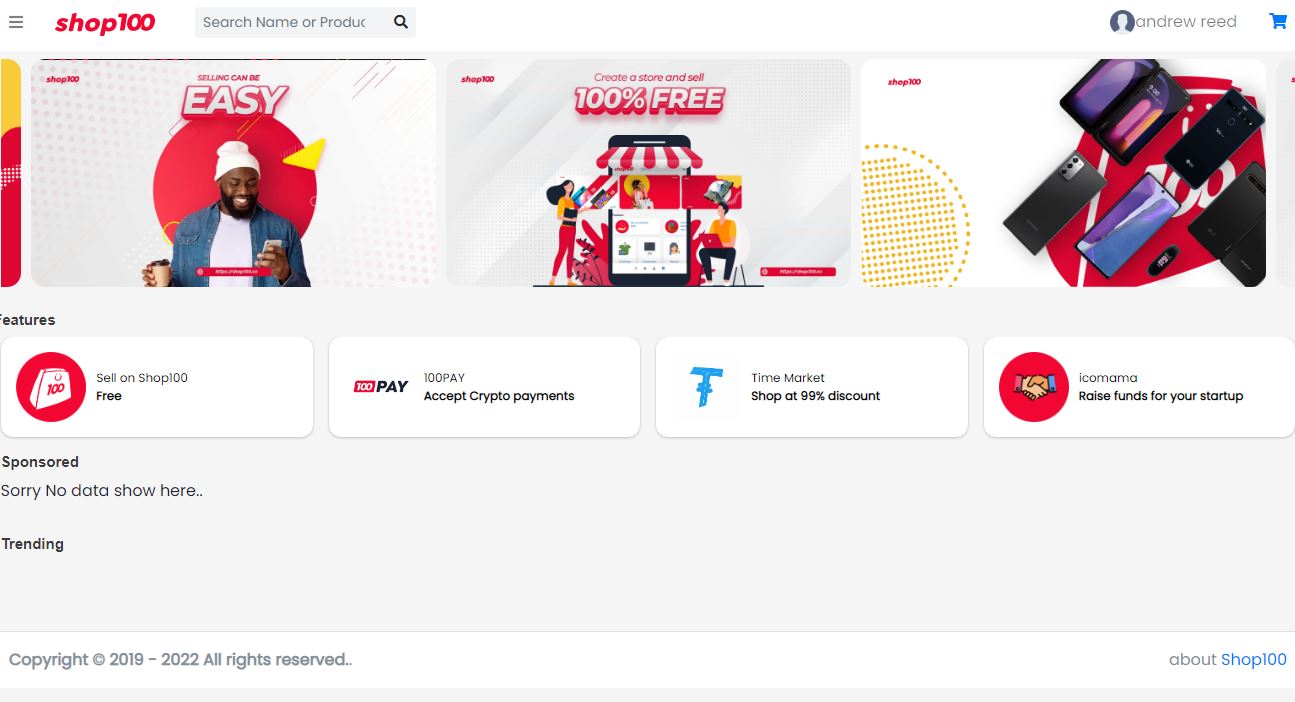 shop100
Search Name or Produc
andrew reed
shop100
SELLING CAN BE
EASY
https://shop100.co
shop100
Create a store and sell
100% FREE
https://shop100.co
shop100
Features
Sell on Shop100
Free
100
100PAY
100PAY
Accept Crypto payments
Time Market
Shop at 99% discount
icomama
Raise funds for your startup
Sponsored
Sorry No data show here..
Trending
Copyright © 2019 - 2022 All rights reserved..
about Shop100